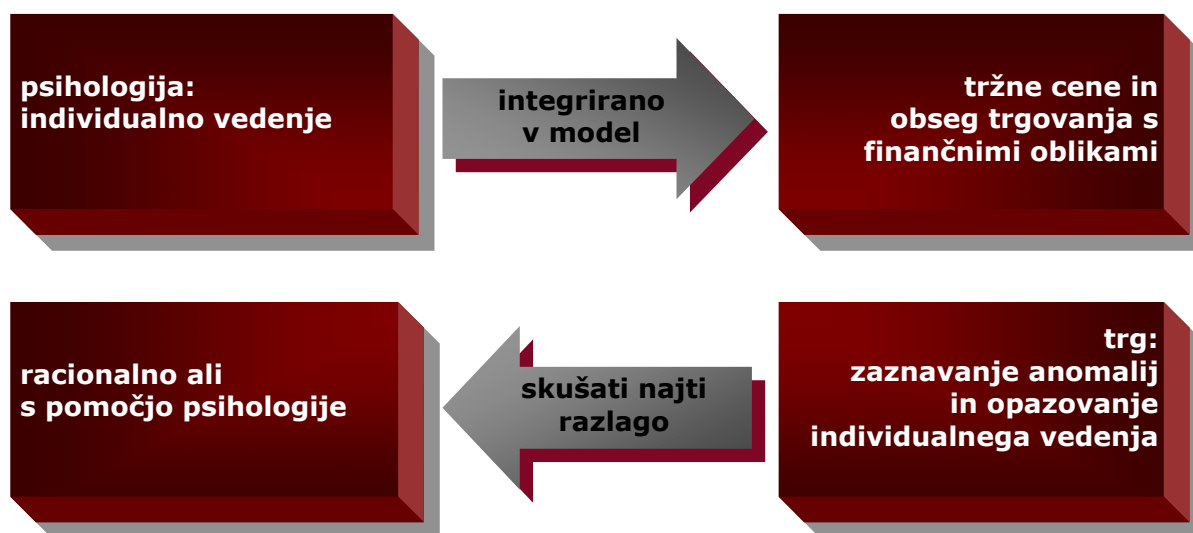 psihologija:
individualno vedenje
integrirano
v model
tržne cene in
obseg trgovanja s
finančnimi oblikami
racionalno ali
s pomočjo psihologije
skušati najti
razlago
trg:
zaznavanje anomalij
in opazovanje
individualnega vedenja